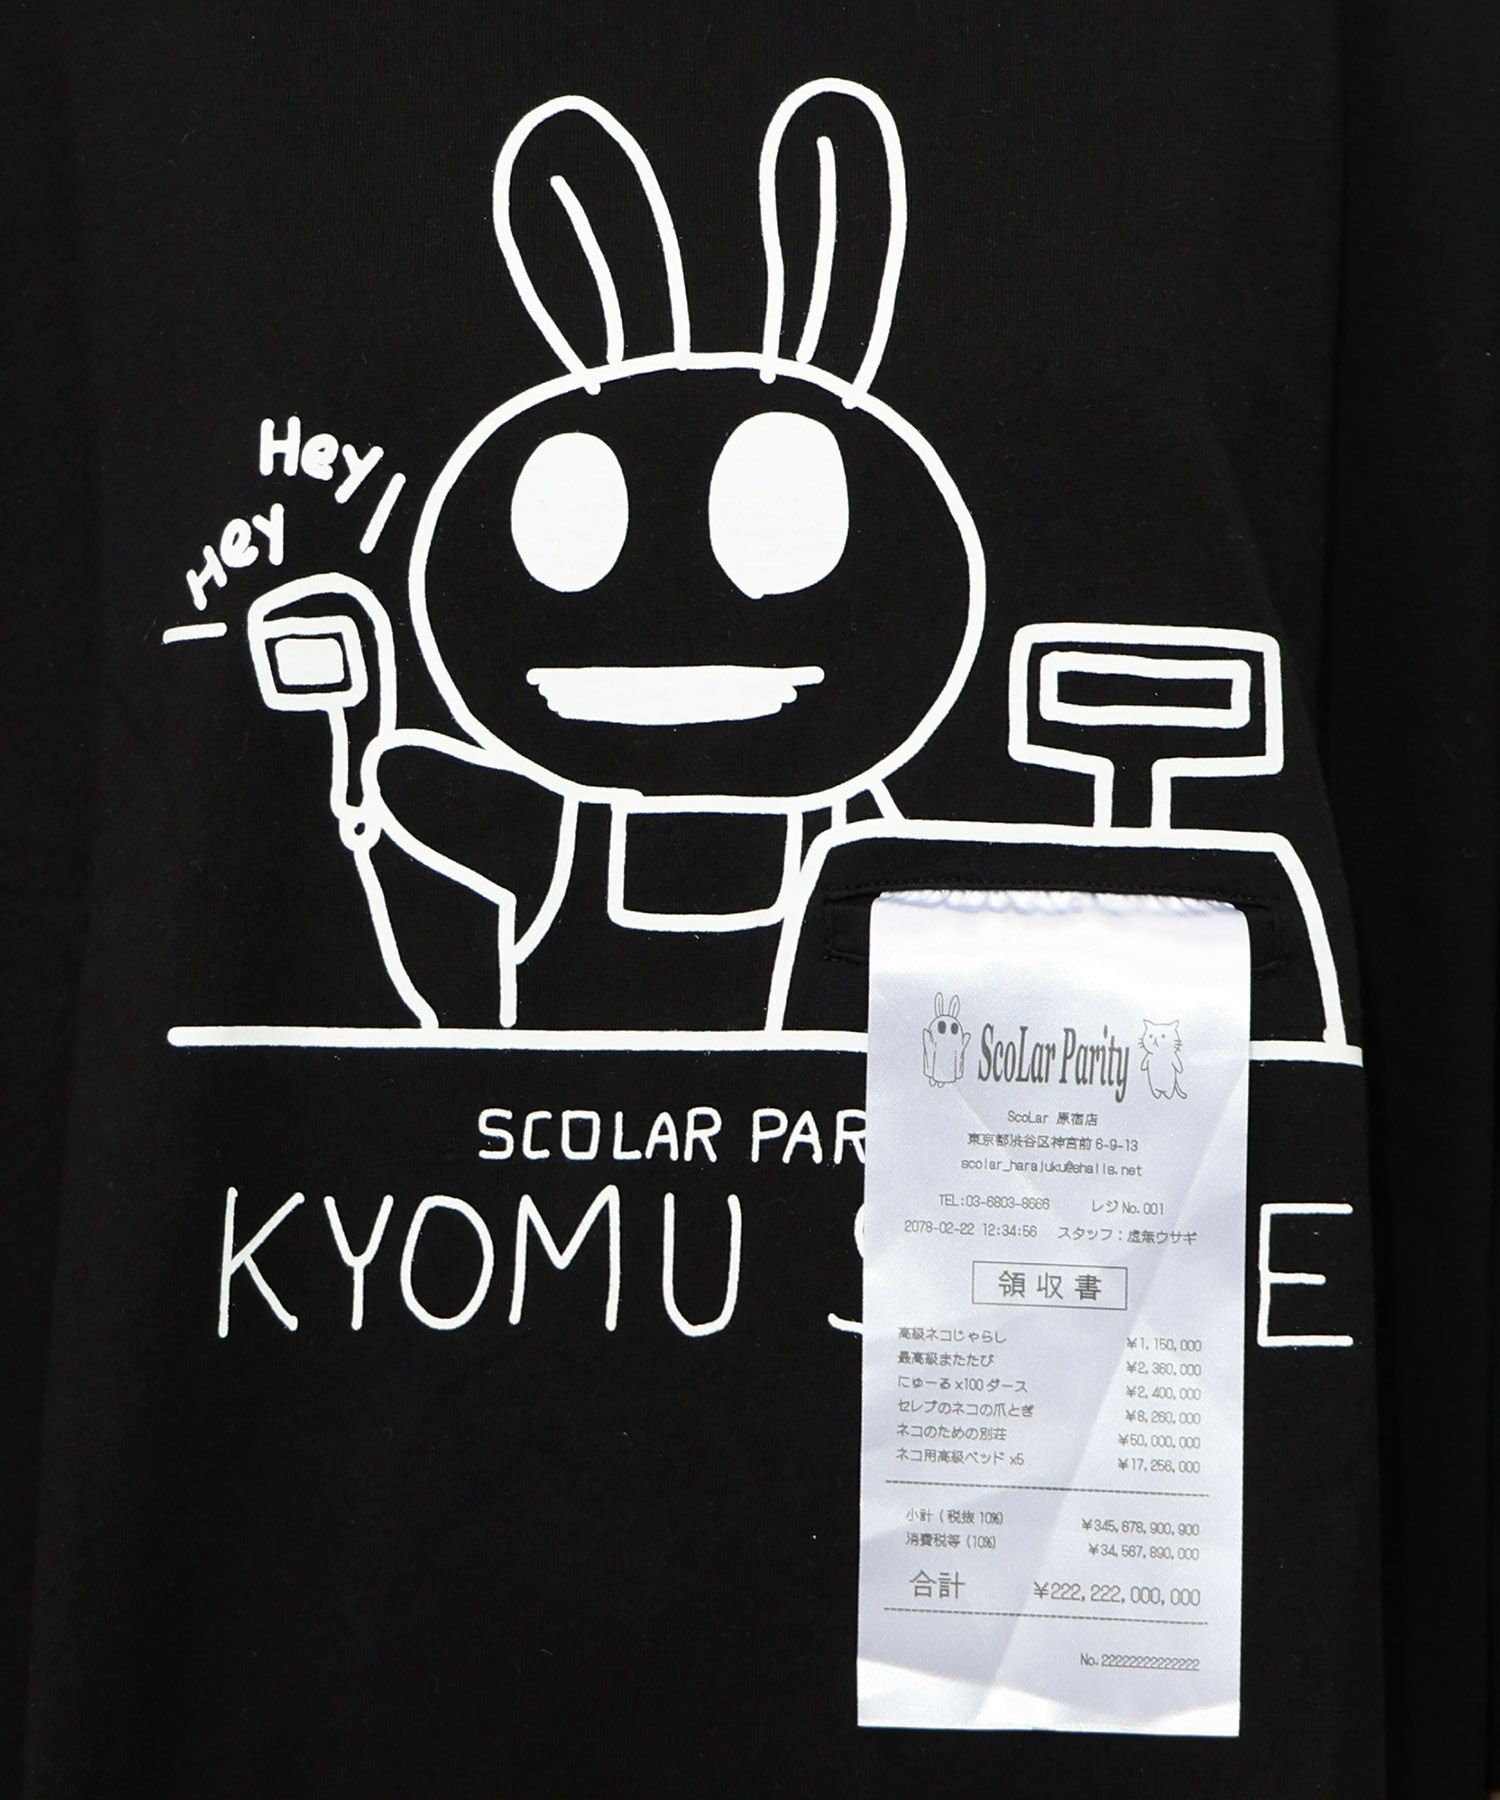 Hey
Hey
SCOLAR PAR
KYOMU S E
ScoLar Parity
ScoLar 原宿店
東京都渋谷区神宮前 6-9-13
scolar_harajuku@shalls.net
TEL:03-6803-8666 レジNo.001
2078-02-22 12:34:56 スタッフ:虚無ウサギ
領収書
高級ネコじゃらし ¥1,150,000
最高級またたび ¥2,360,000
にゅーる x100ダース ¥2,400,000
セレブのネコの爪とぎ ¥8,260,000
ネコのための別荘 ¥50,000,000
ネコ用高級ベッド x5 ¥17,256,000
小計 (税抜10%) ¥345,678,900,900
消費税等 (10%) ¥34,567,890,000
合計 ¥222,222,000,000
No.22222222222222